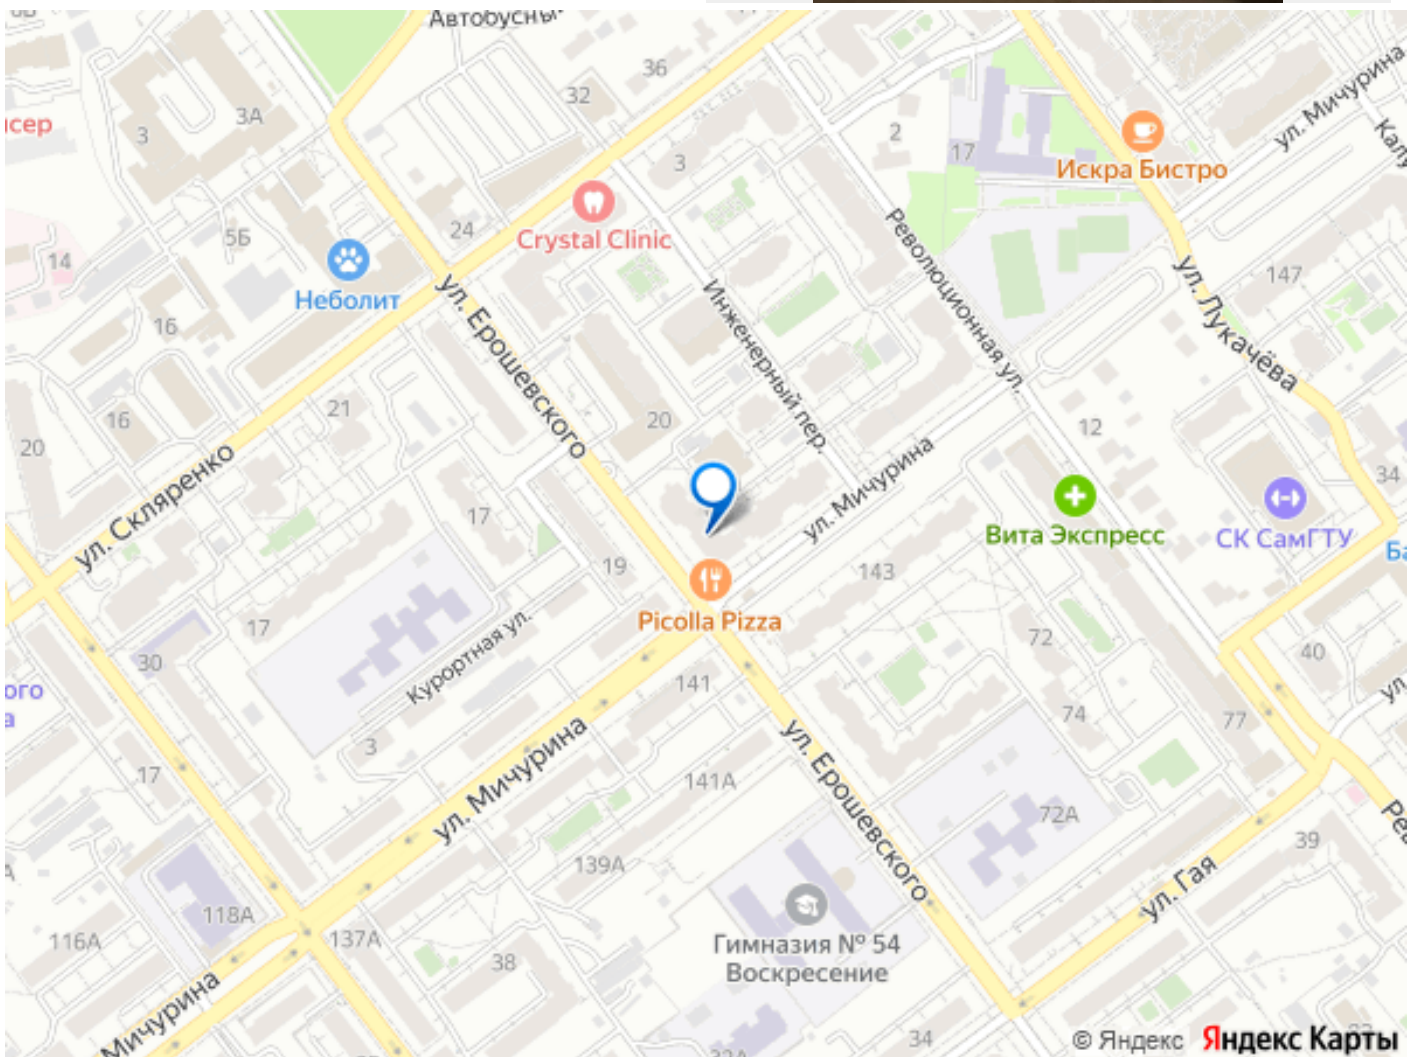 36
32
3А
3
2
17
Искра Бистро
ул. Мичурина
3
5Б
24
Crystal Clinic
14
Неболит
16
ул. Ерошевского
Инженерный пер.
Революционная ул.
147
ул. Лукачёва
21
16
20
20
ул. Скляренко
12
34
17
ул. Мичурина
Вита Экспресс
СК СамГТУ
19
143
Picolla Pizza
17
Курортная ул.
72
40
30
141
74
77
3
17
141А
ул. Мичурина
ул. Ерошевского
72А
39
139А
ул. Гая
118А
116А
137А
38
Гимназия № 54
Воскресение
Мичурина
34
© Яндекс Яндекс Карты